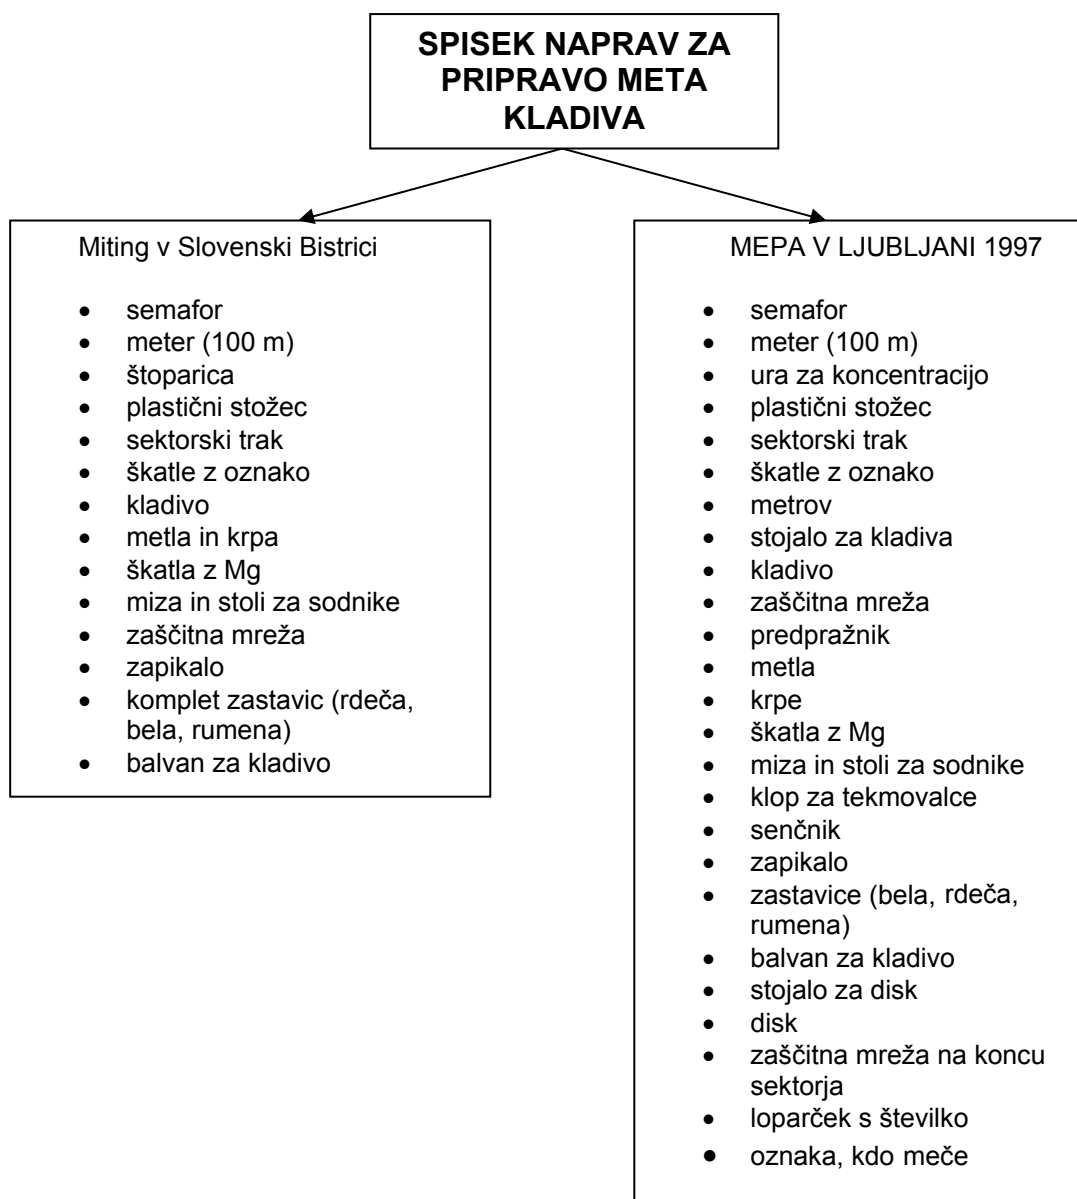 SPISEK NAPRAV ZA
PRIPRAVO META
KLADIVA
Miting v Slovenski Bistrici
• semafor
• meter (100 m)
• štoparica
• plastični stožec
• sektorski trak
• škatle z oznako
• kladivo
• metla in krpa
• škatla z Mg
• miza in stoli za sodnike
• zaščitna mreža
• zapikalo
• komplet zastavic (rdeča,
bela, rumena)
• balvan za kladivo
MEPA V LJUBLJANI 1997
• semafor
• meter (100 m)
• ura za koncentracijo
• plastični stožec
• sektorski trak
• škatle z oznako
• metrov
• stojalo za kladiva
• kladivo
• zaščitna mreža
• predpražnik
• metla
• krpe
• škatla z Mg
• miza in stoli za sodnike
• klop za tekmovalce
• senčnik
• zapikalo
• zastavice (bela, rdeča,
rumena)
• balvan za kladivo
• stojalo za disk
• disk
• zaščitna mreža na koncu
sektorja
• loparček s številko
• oznaka, kdo meče